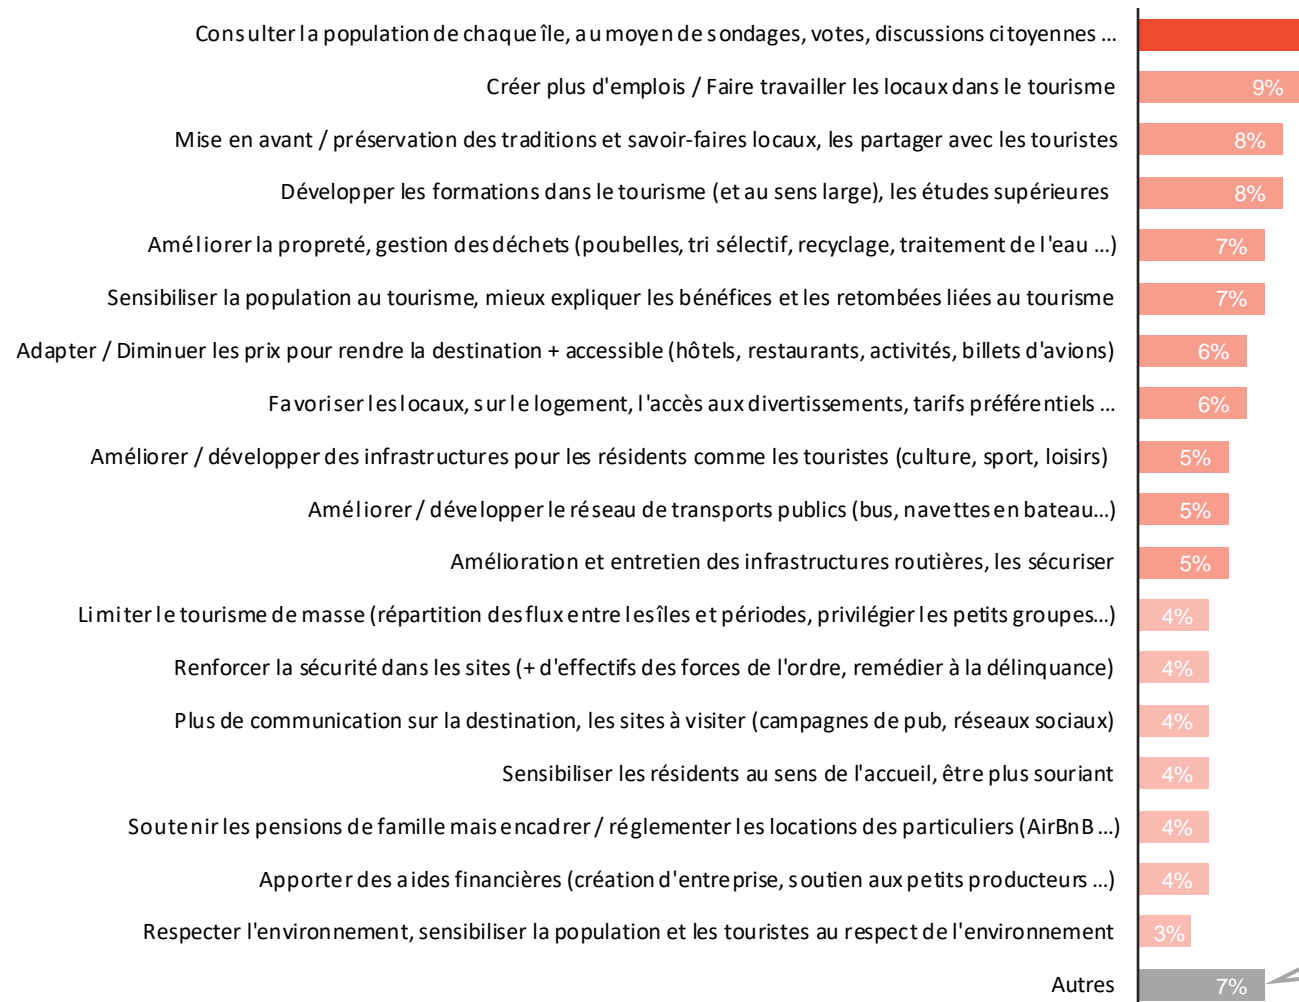 Consulter la population de chaque île, au moyen de sondages, votes, discussions citoyennes ...
Créer plus d'emplois / Faire travailler les locaux dans le tourisme 9%
Mise en avant / préservation des traditions et savoir-faires locaux, les partager avec les touristes 8%
Développer les formations dans le tourisme (et au sens large), les études supérieures 8%
Améliorer la propreté, gestion des déchets (poubelles, tri sélectif, recyclage, traitement de l'eau ...) 7%
Sensibiliser la population au tourisme, mieux expliquer les bénéfices et les retombées liées au tourisme 7%
Adapter / Diminuer les prix pour rendre la destination + accessible (hôtels, restaurants, activités, billets d'avions) 6%
Favoriser les locaux, sur le logement, l'accès aux divertissements, tarifs préférentiels ... 6%
Améliorer / développer des infrastructures pour les résidents comme les touristes (culture, sport, loisirs) 5%
Améliorer / développer le réseau de transports publics (bus, navettes en bateau...) 5%
Amélioration et entretien des infrastructures routières, les sécuriser 5%
Limiter le tourisme de masse (répartition des flux entre les îles et périodes, privilégier les petits groupes...) 4%
Renforcer la sécurité dans les sites (+ d'effectifs des forces de l'ordre, remédier à la délinquance) 4%
Plus de communication sur la destination, les sites à visiter (campagnes de pub, réseaux sociaux) 4%
Sensibiliser les résidents au sens de l'accueil, être plus souriant 4%
Soutenir les pensions de famille mais encadrer / réglementer les locations des particuliers (AirBnB ...) 4%
Apporter des aides financières (création d'entreprise, soutien aux petits producteurs ...) 4%
Respecter l'environnement, sensibiliser la population et les touristes au respect de l'environnement 3%
Autres 7%